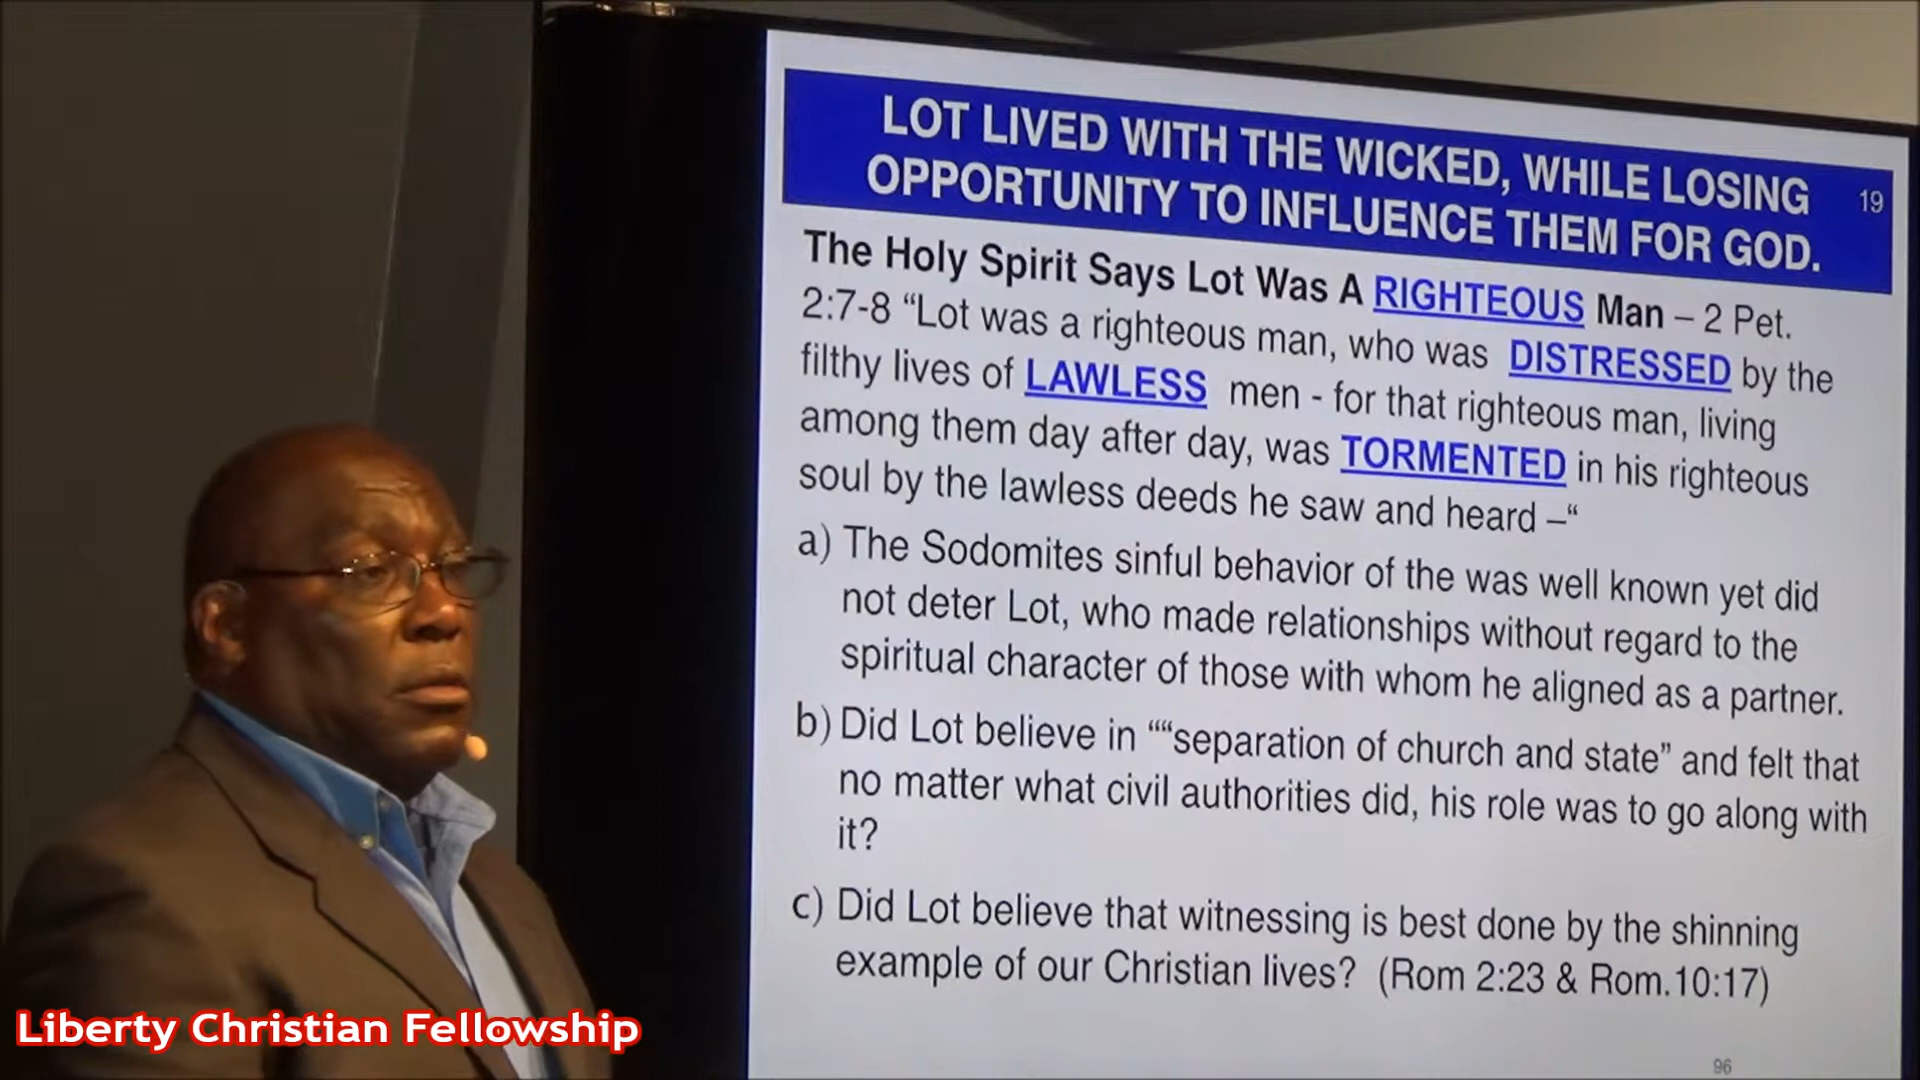 LOT LIVED WITH THE WICKED, WHILE LOSING
OPPORTUNITY TO INFLUENCE THEM FOR GOD.
19
The Holy Spirit Says Lot Was A RIGHTEOUS Man – 2 Pet.
2:7-8 “Lot was a righteous man, who was DISTRESSED by the
filthy lives of LAWLESS men - for that righteous man, living
among them day after day, was TORMENTED in his righteous
soul by the lawless deeds he saw and heard –“
a) The Sodomites sinful behavior of the was well known yet did
not deter Lot, who made relationships without regard to the
spiritual character of those with whom he aligned as a partner.
b) Did Lot believe in ““separation of church and state” and felt that
no matter what civil authorities did, his role was to go along with
it?
c) Did Lot believe that witnessing is best done by the shinning
example of our Christian lives? (Rom 2:23 & Rom.10:17)
96
Liberty Christian Fellowship